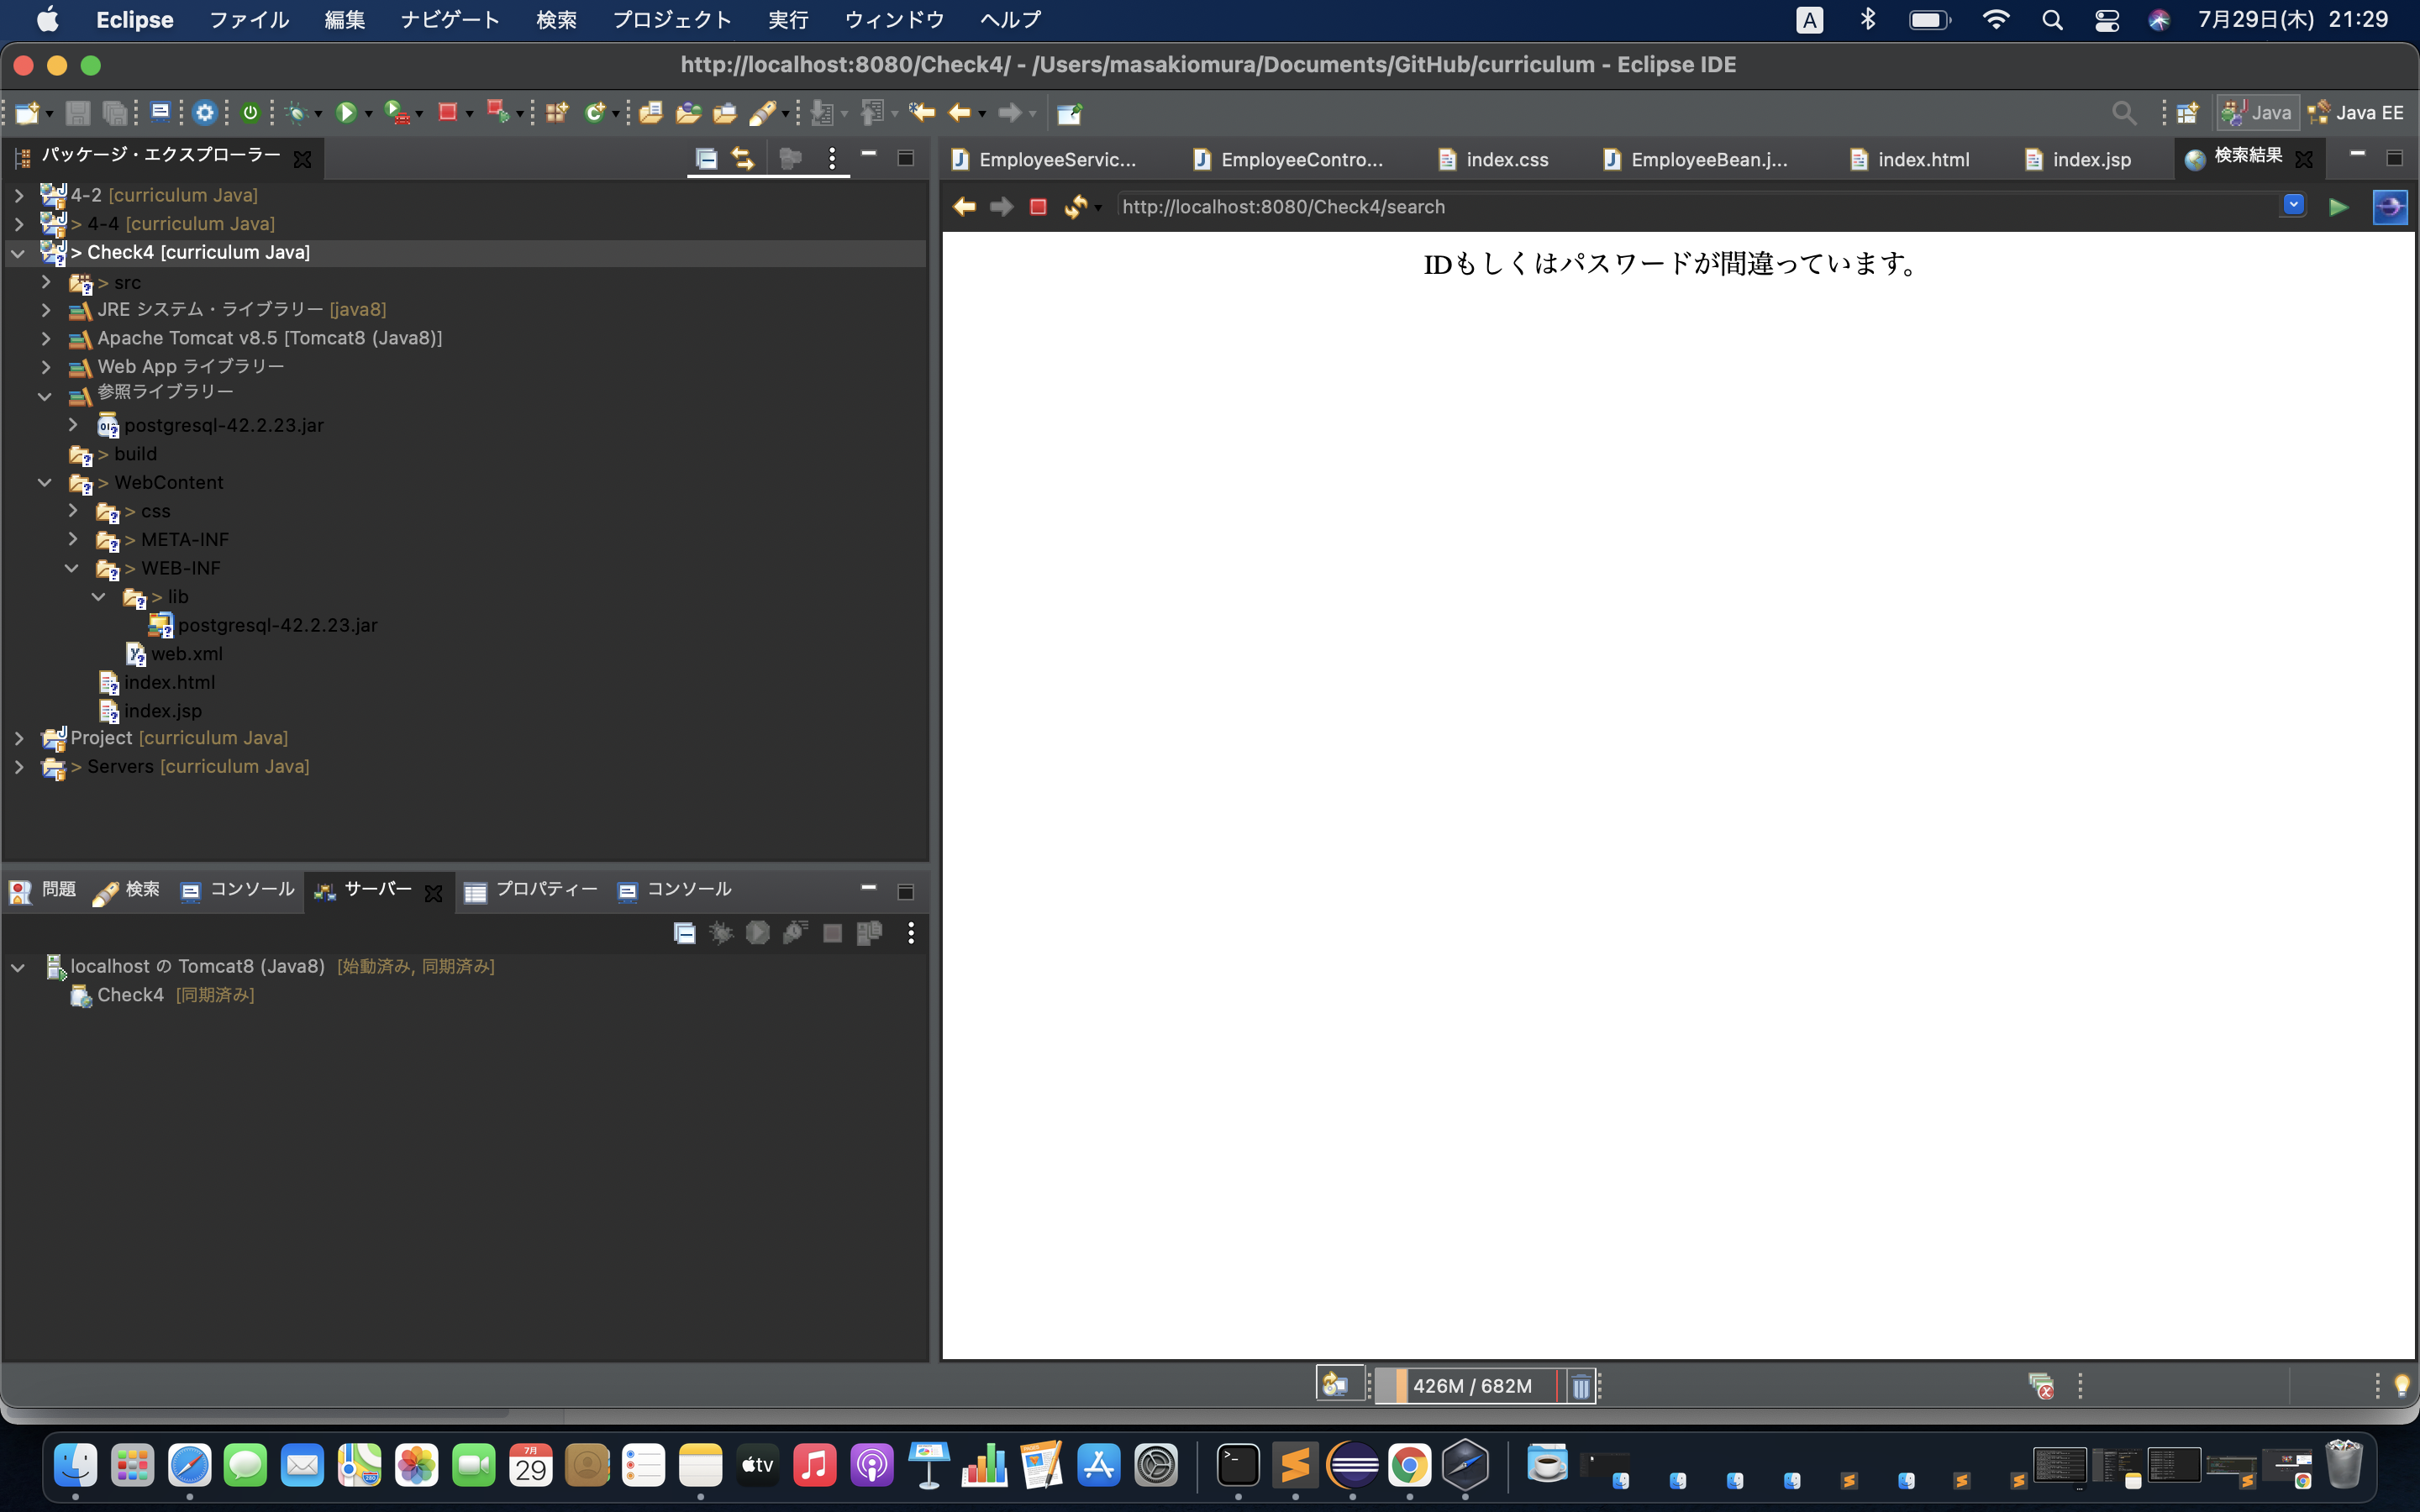 Eclipse ファイル 編集 ナビゲート 検索 プロジェクト 実行 ウィンドウ ヘルプ A 7月29日(木) 21:29
http://localhost:8080/Check4/ - /Users/masakiomura/Documents/GitHub/curriculum - Eclipse IDE
Java Java EE
パッケージ・エクスプローラー
4-2 [curriculum Java]
> 4-4 [curriculum Java]
> Check4 [curriculum Java]
> src
JRE システム・ライブラリー [java8]
Apache Tomcat v8.5 [Tomcat8 (Java8)]
Web App ライブラリー
参照ライブラリー
postgresql-42.2.23.jar
> build
> WebContent
> css
> META-INF
> WEB-INF
> lib
postgresql-42.2.23.jar
web.xml
index.html
index.jsp
Project [curriculum Java]
> Servers [curriculum Java]
EmployeeServic... EmployeeContro... index.css EmployeeBean.j... index.html index.jsp 検索結果
http://localhost:8080/Check4/search
IDもしくはパスワードが間違っています。
問題 検索 コンソール サーバー プロパティー コンソール
localhost の Tomcat8 (Java8) [始動済み, 同期済み]
Check4 [同期済み]
426M / 682M
7月
29
tv